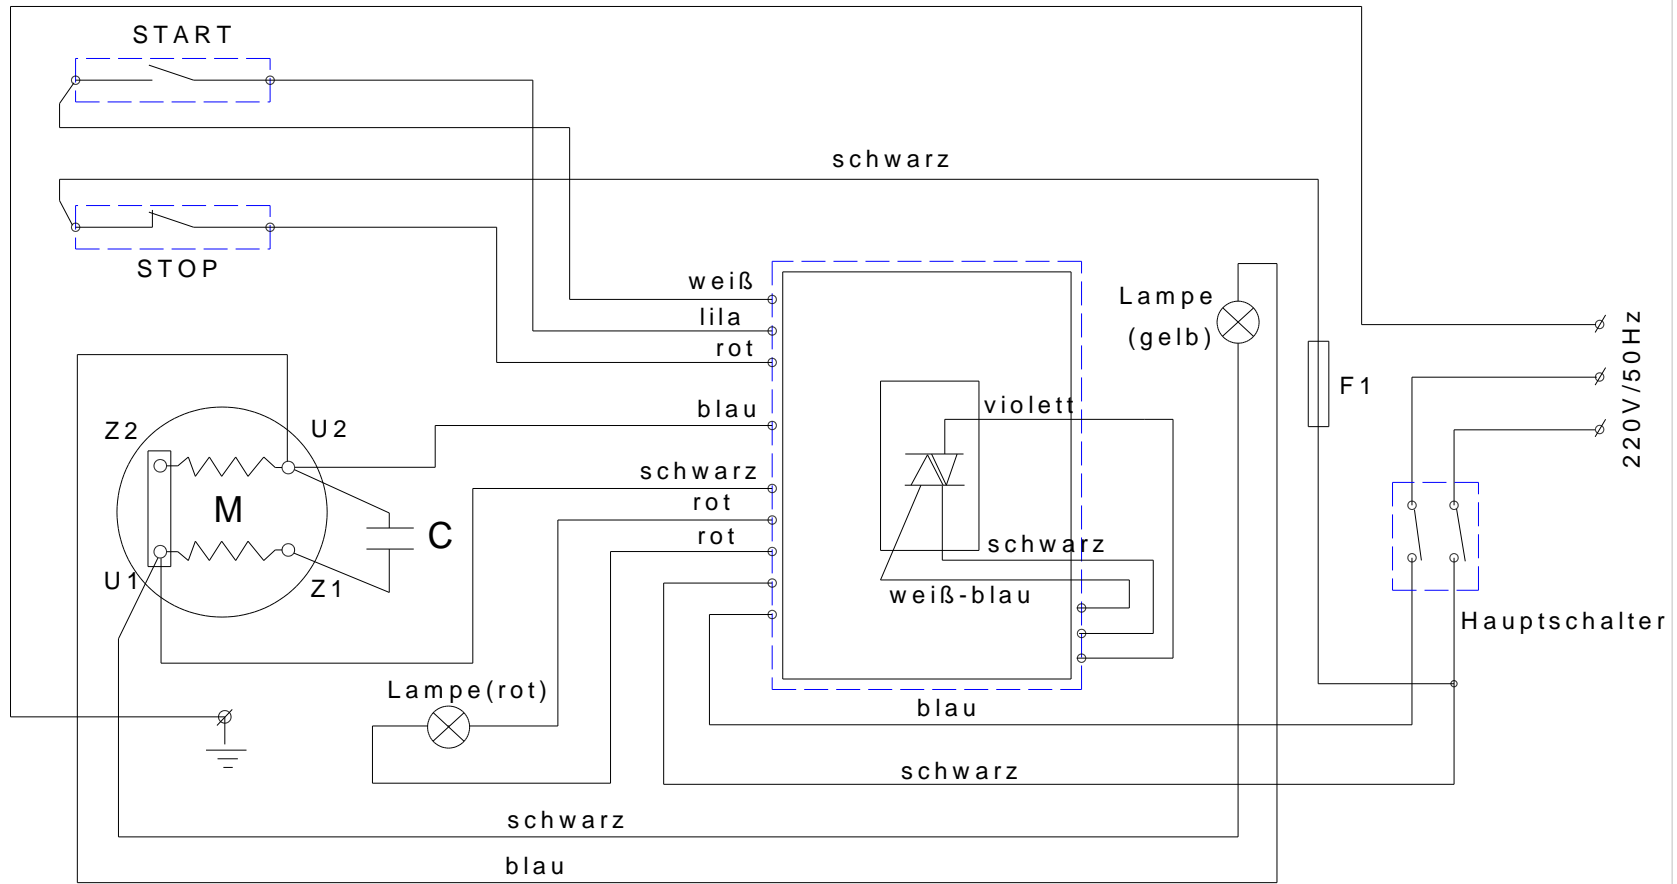 START
schwarz
STOP
weiß
lila
rot
Lampe
(gelb)
220V/50Hz
F1
blau
violett
Z2
U2
schwarz
M
rot
C
rot
schwarz
U1
Z1
weiß-blau
Hauptschalter
Lampe(rot)
blau
schwarz
schwarz
blau